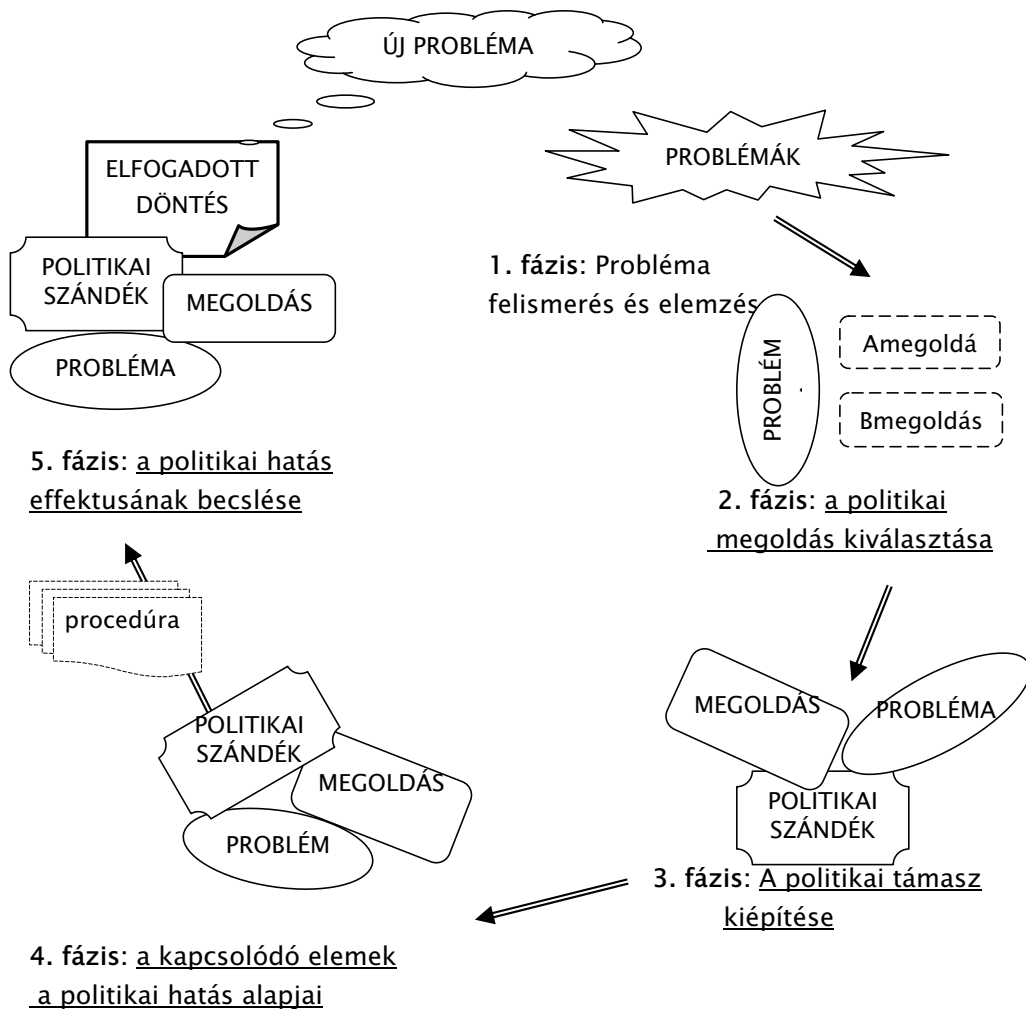 ÚJ PROBLÉMA
PROBLÉMÁK
1. fázis: Probléma
felismerés és elemzés
PROBLÉM
Amegoldá
Bmegoldás
2. fázis: a politikai
megoldás kiválasztása
MEGOLDÁS
PROBLÉMA
POLITIKAI
SZÁNDÉK
3. fázis: A politikai támasz
kiépítése
POLITIKAI
SZÁNDÉK
MEGOLDÁS
PROBLÉM
4. fázis: a kapcsolódó elemek
a politikai hatás alapjai
procedúra
ELFOGADOTT
DÖNTÉS
POLITIKAI
SZÁNDÉK
MEGOLDÁS
PROBLÉMA
5. fázis: a politikai hatás
effektusának becslése